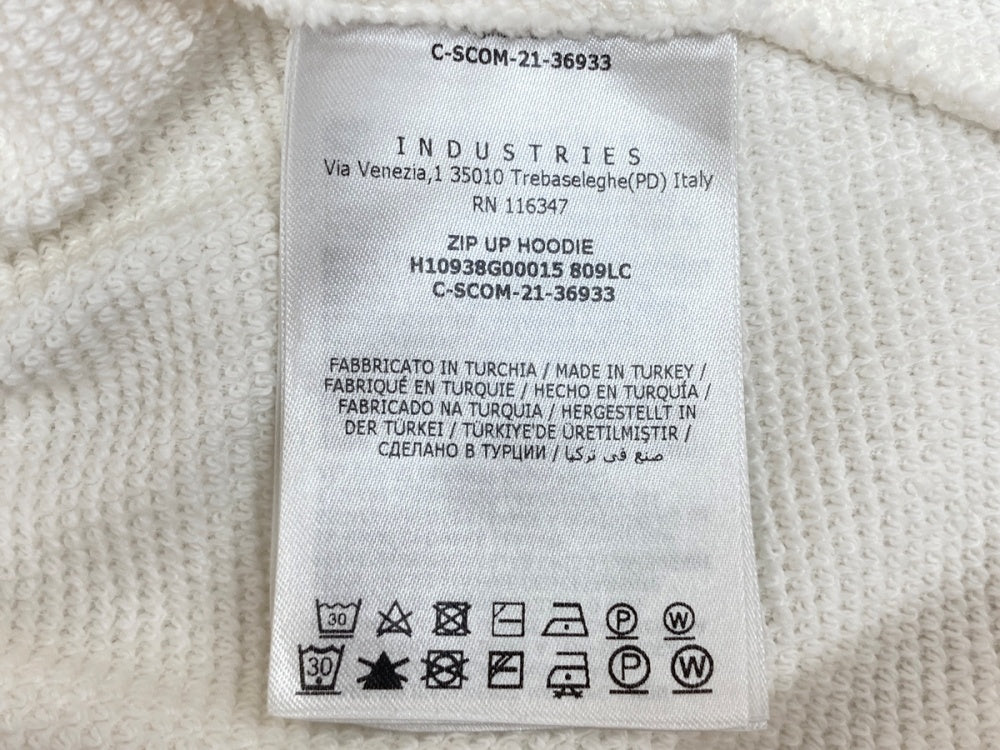 C-SCOM-21-36933
INDUSTRIES
Via Venezia,1 35010 Trebaseleghe(PD) Italy
RN 116347
ZIP UP HOODIE
H10938G00015 809LC
C-SCOM-21-36933
FABBRICATO IN TURCHIA / MADE IN TURKEY /
FABRIQUÉ EN TURQUIE / HECHO EN TURQUÍA /
FABRICADO NA TURQUIA / HERGESTELLT IN
DER TÜRKEI / TÜRKIYE'DE ÜRETILMIŞTIR /
СДЕЛАНО В ТУРЦИИ / صنع في تركيا
30 P W
30 P W